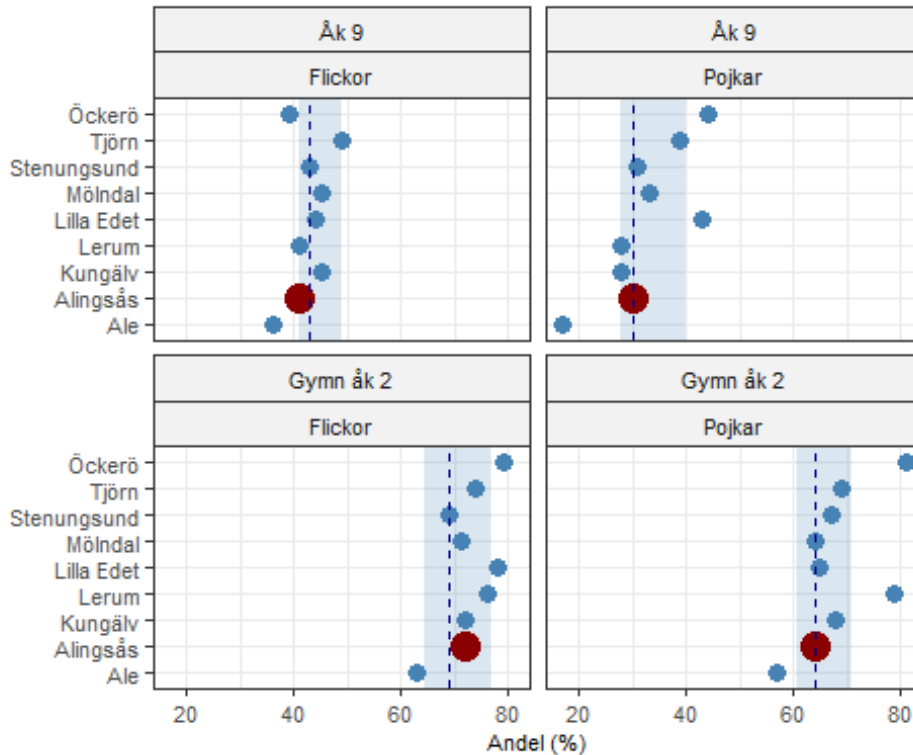 Åk 9
Åk 9
Flickor
Pojkar
Öckerö
Tjörn
Stenungsund
Mölndal
Lilla Edet
Lerum
Kungälv
Alingsås
Ale
Gymn åk 2
Gymn åk 2
Flickor
Pojkar
Öckerö
Tjörn
Stenungsund
Mölndal
Lilla Edet
Lerum
Kungälv
Alingsås
Ale
20 40 60 80 20 40 60 80
Andel (%)